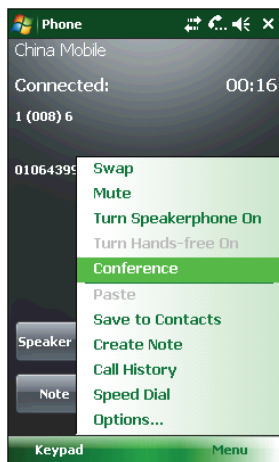 Phone
China Mobile
Connected: 00:16
1 (008) 6
01064399
Swap
Mute
Turn Speakerphone On
Turn Hands-free On
Conference
Paste
Save to Contacts
Speaker
Create Note
Call History
Note
Speed Dial
Options...
Keypad Menu